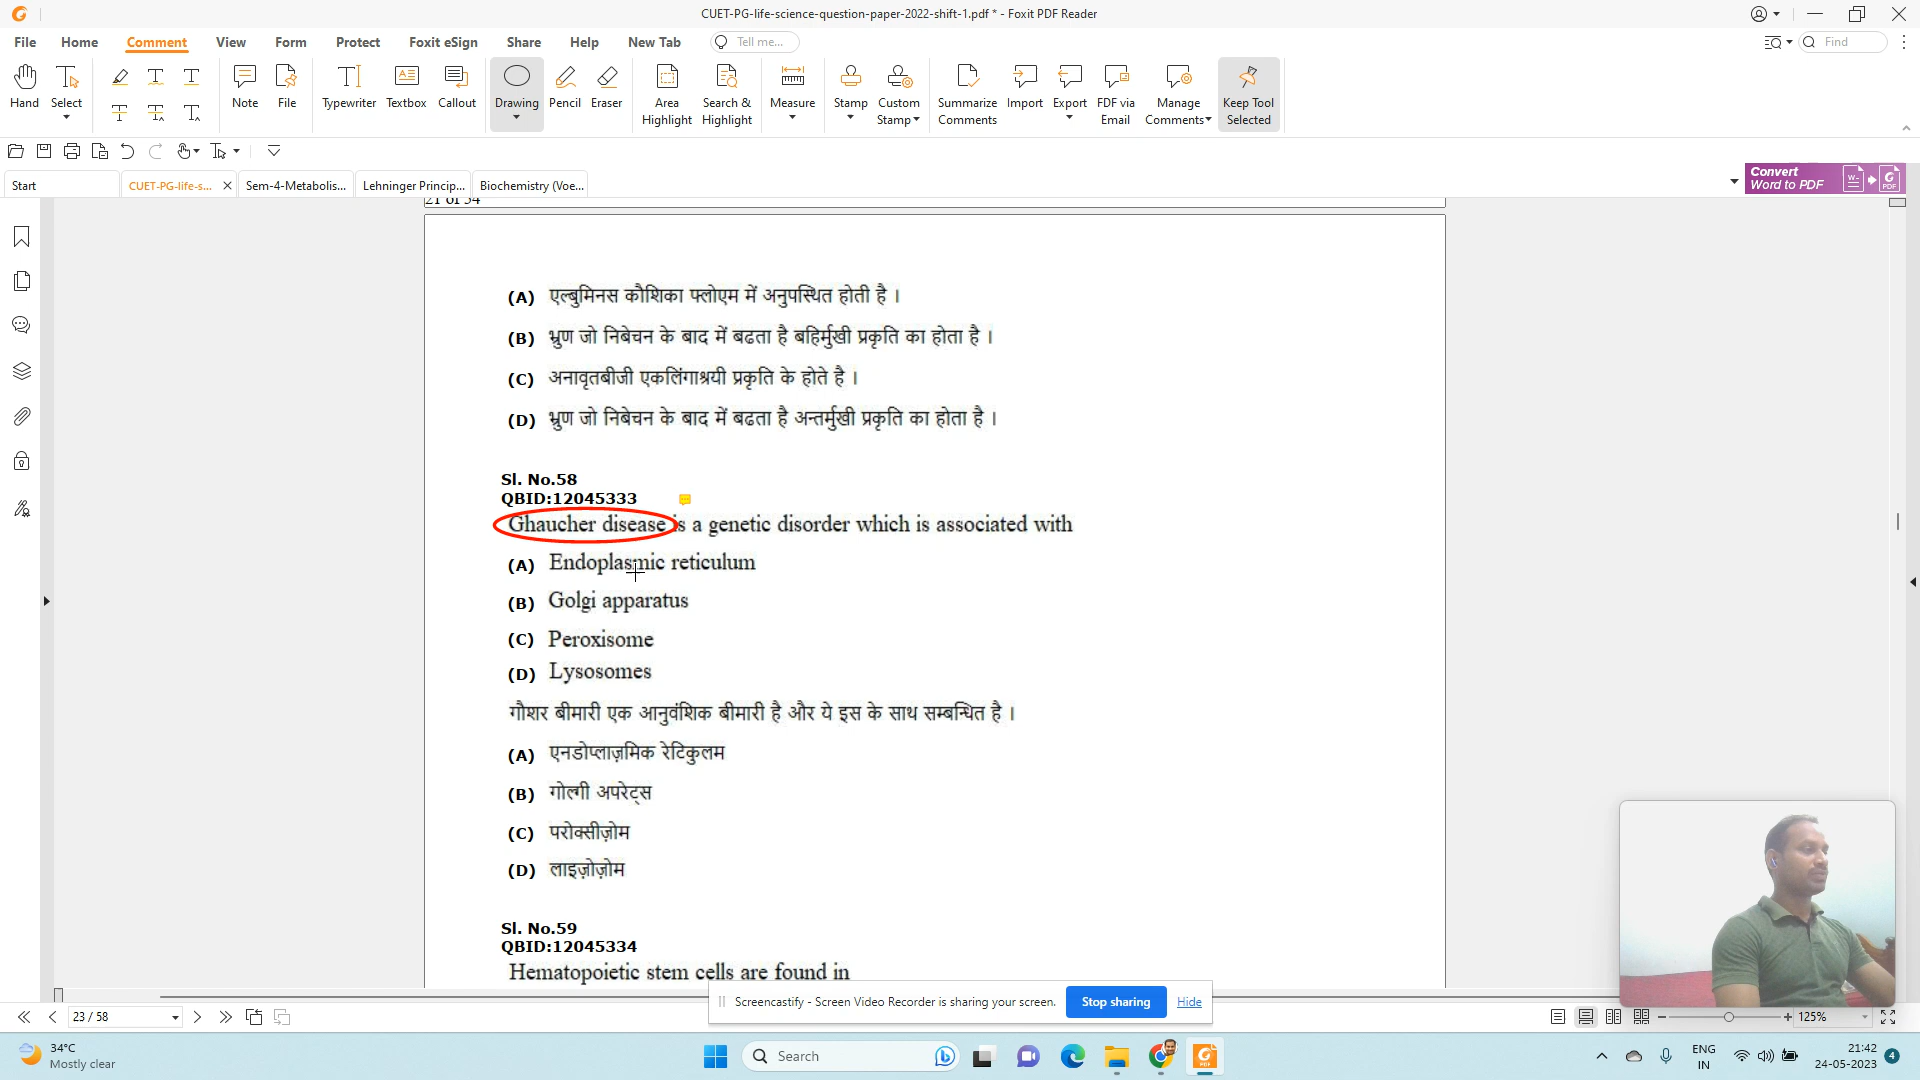 CUET-PG-life-science-question-paper-2022-shift-1.pdf * - Foxit PDF Reader
File Home Comment View Form Protect Foxit eSign Share Help New Tab Tell me... Find
Hand Select Note File Typewriter Textbox Callout Drawing Pencil Eraser Area Highlight Search & Highlight Measure Stamp Custom Stamp Summarize Comments Import Export FDF via Email Manage Comments Keep Tool Selected
Start CUET-PG-life-s... Sem-4-Metabolis... Lehninger Princip... Biochemistry (Voe...
Convert
Word to PDF
21 of 54
(A) एल्बुमिनस कौशिका फ्लोएम में अनुपस्थित होती है ।
(B) भ्रुण जो निबेचन के बाद में बढता है बहिर्मुखी प्रकृति का होता है ।
(C) अनावृतबीजी एकलिंगाश्रयी प्रकृति के होते है ।
(D) भ्रुण जो निबेचन के बाद में बढता है अन्तर्मुखी प्रकृति का होता है ।
Sl. No.58
QBID:12045333
Ghaucher disease is a genetic disorder which is associated with
(A) Endoplasmic reticulum
(B) Golgi apparatus
(C) Peroxisome
(D) Lysosomes
गौशर बीमारी एक आनुवंशिक बीमारी है और ये इस के साथ सम्बन्धित है ।
(A) एनडोप्लाज़मिक रेटिकुलम
(B) गोल्गी अपरेट्स
(C) परोक्सीज़ोम
(D) लाइज़ोज़ोम
Sl. No.59
QBID:12045334
Hematopoietic stem cells are found in
Screencastify - Screen Video Recorder is sharing your screen. Stop sharing Hide
23 / 58 125%
34°C
Mostly clear
Search
ENG
IN
21:42
24-05-2023
4